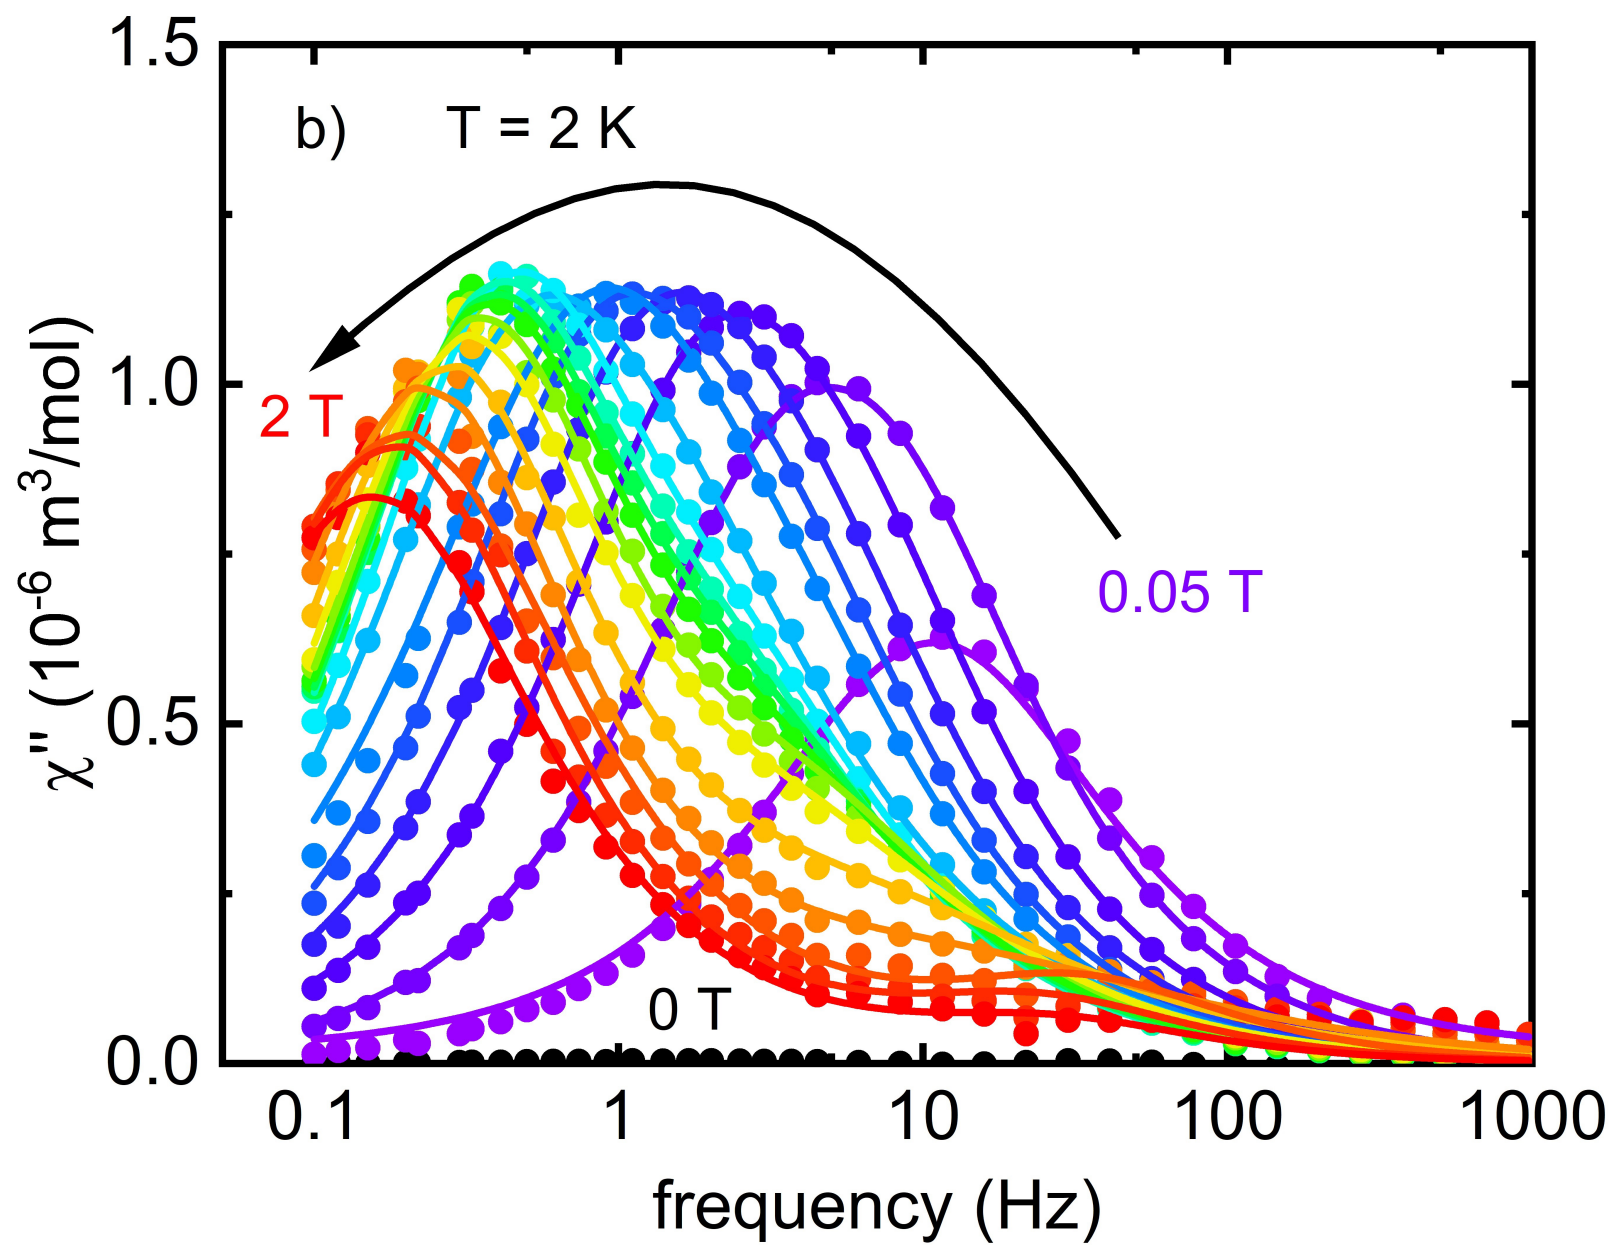 1.5
b) T = 2 K
1.0
2 T
0.05 T
0.5
0 T
0.0
0.1 1 10 100 1000
frequency (Hz)
χ'' (10⁻⁶ m³/mol)